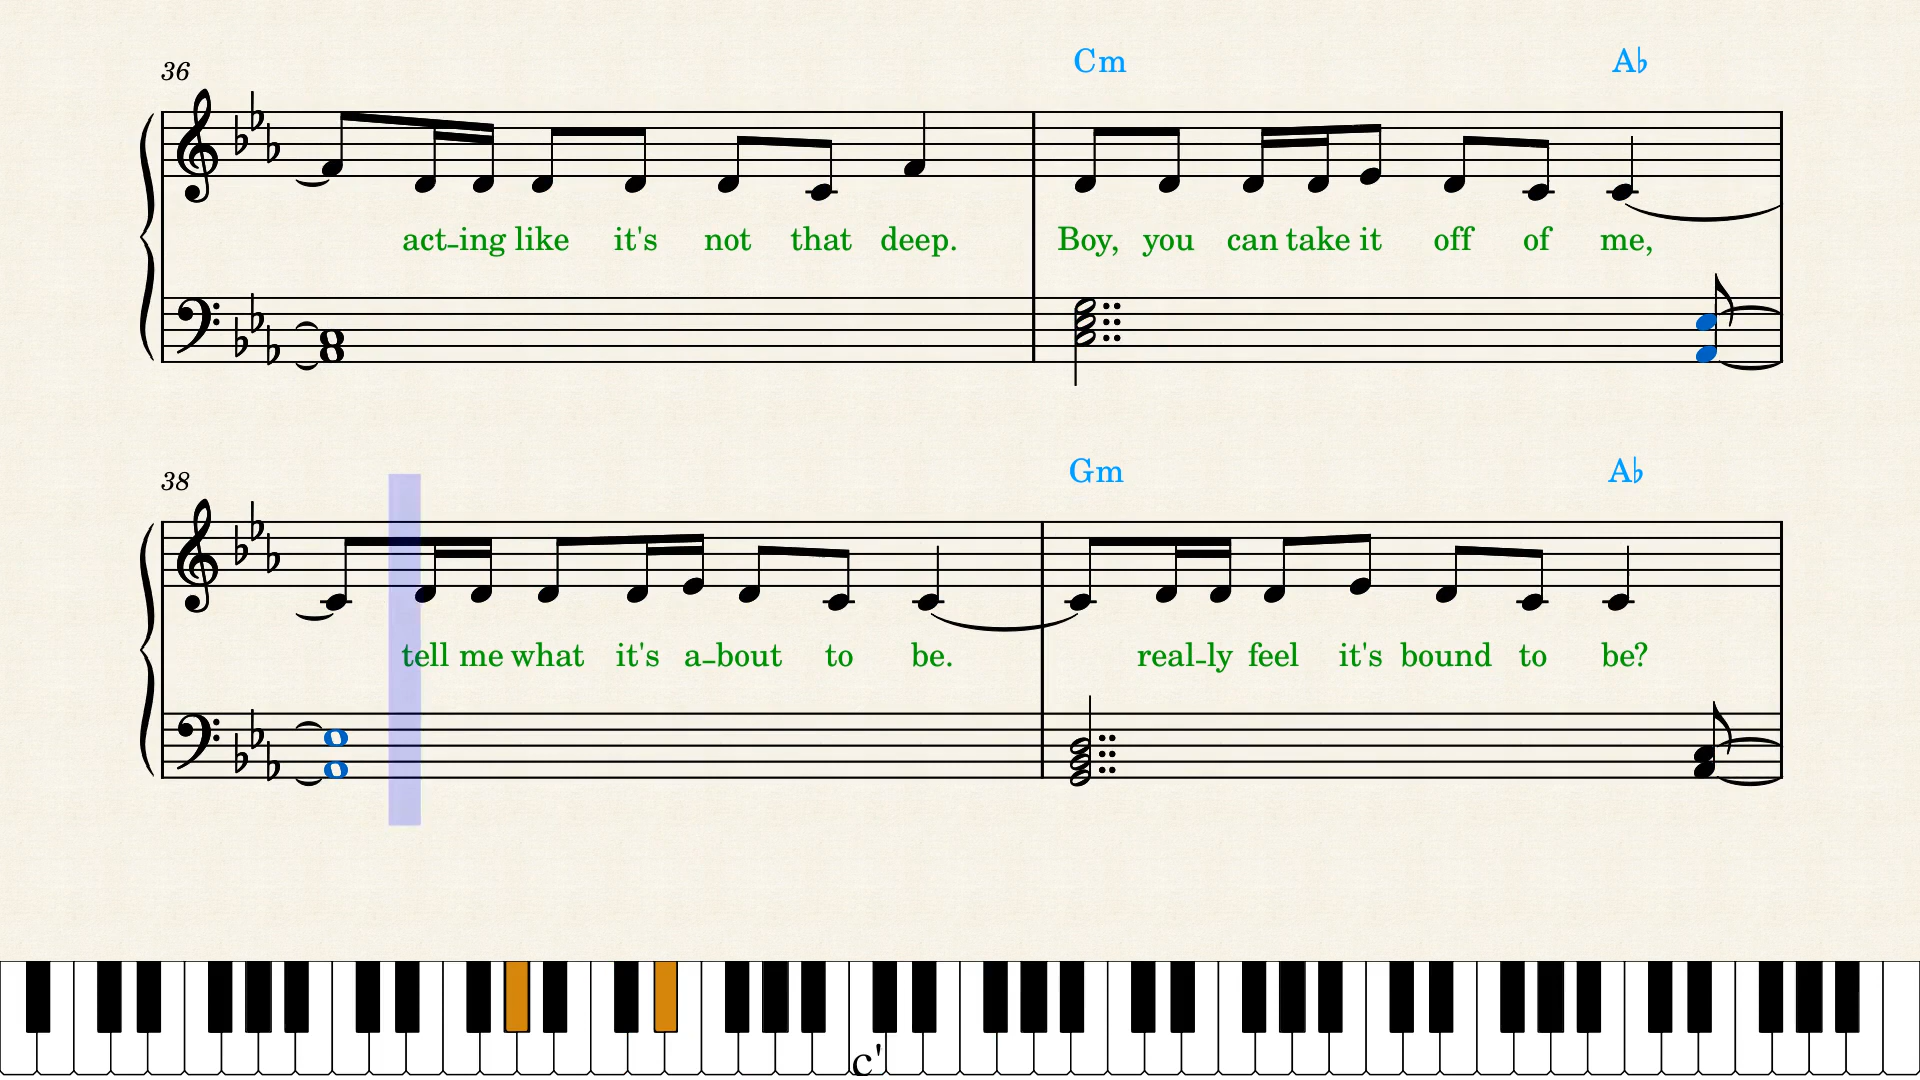 Cm A♭
36
act-ing like it's not that deep. Boy, you can take it off of me,
Gm A♭
38
tell me what it's a-bout to be. real-ly feel it's bound to be?
c'